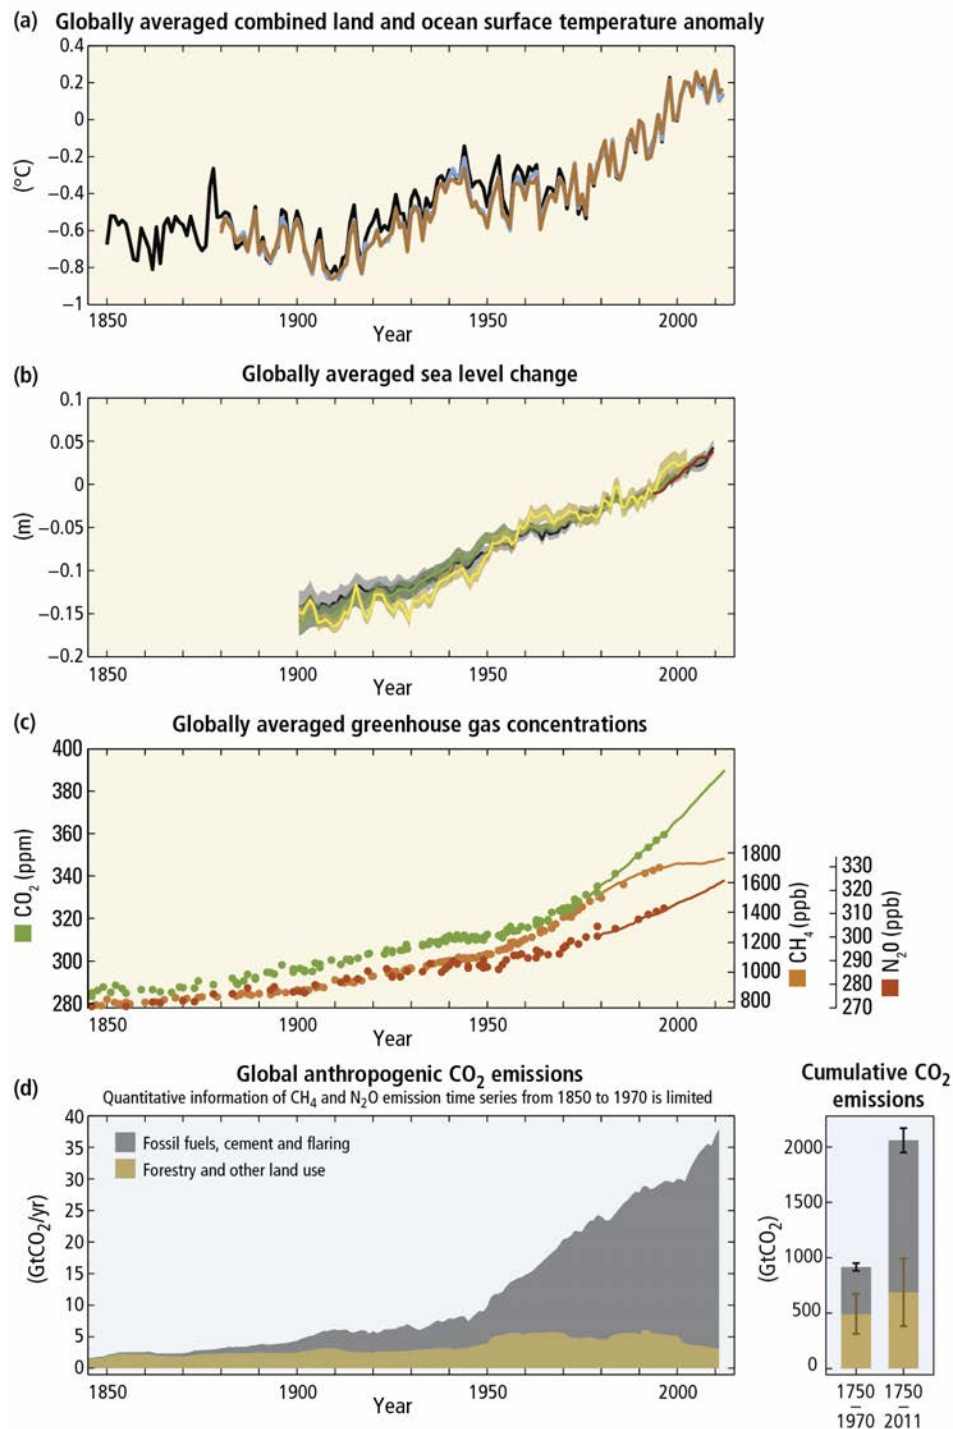 (a) Globally averaged combined land and ocean surface temperature anomaly
0.4
0.2
0
−0.2
−0.4
−0.6
−0.8
−1
(°C)
1850 1900 1950 2000
Year
(b) Globally averaged sea level change
0.1
0.05
0
−0.05
−0.1
−0.15
−0.2
(m)
1850 1900 1950 2000
Year
(c) Globally averaged greenhouse gas concentrations
400
380
360
340
320
300
280
CO₂ (ppm)
1800
1600
1400
1200
1000
800
CH₄ (ppb)
330
320
310
300
290
280
270
N₂0 (ppb)
1850 1900 1950 2000
Year
(d) Global anthropogenic CO₂ emissions
Quantitative information of CH₄ and N₂O emission time series from 1850 to 1970 is limited
40
35
30
25
20
15
10
5
0
(GtCO₂/yr)
Fossil fuels, cement and flaring
Forestry and other land use
1850 1900 1950 2000
Year
Cumulative CO₂
emissions
2000
1500
1000
500
0
(GtCO₂)
1750 1750
– –
1970 2011